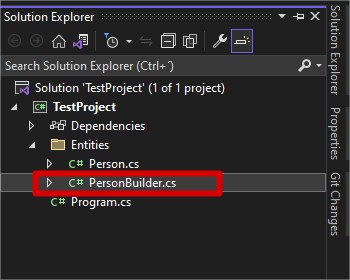 Solution Explorer
Search Solution Explorer (Ctrl+´)
Solution 'TestProject' (1 of 1 project)
C# TestProject
Dependencies
Entities
C# Person.cs
C# PersonBuilder.cs
C# Program.cs
Solution Explorer
Properties
Git Changes